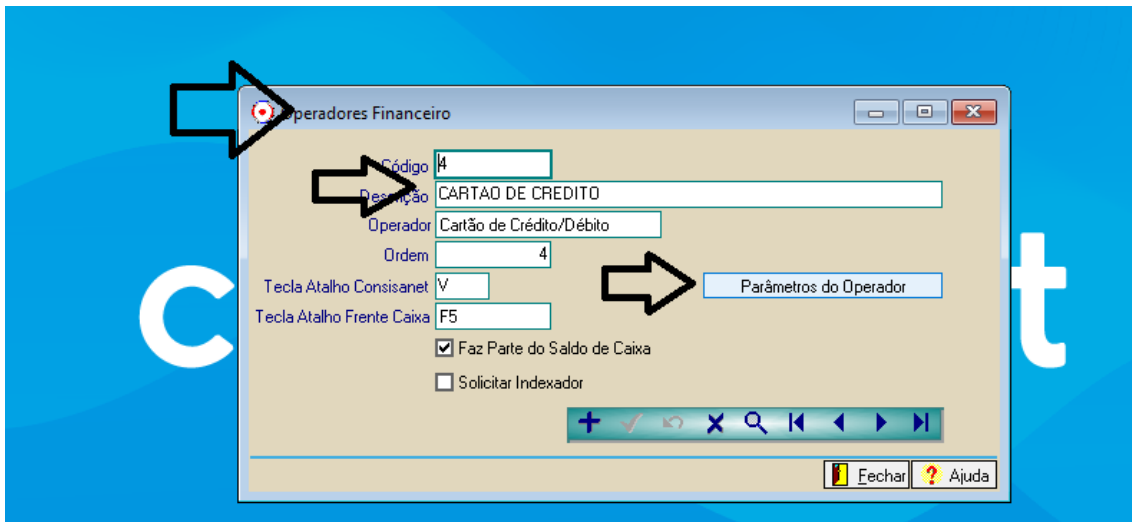 Operadores Financeiro
Código 4
Descrição CARTAO DE CREDITO
Operador Cartão de Crédito/Débito
Ordem 4
Tecla Atalho Consisanet V
Parâmetros do Operador
Tecla Atalho Frente Caixa F5
Faz Parte do Saldo de Caixa
Solicitar Indexador
Fechar
? Ajuda